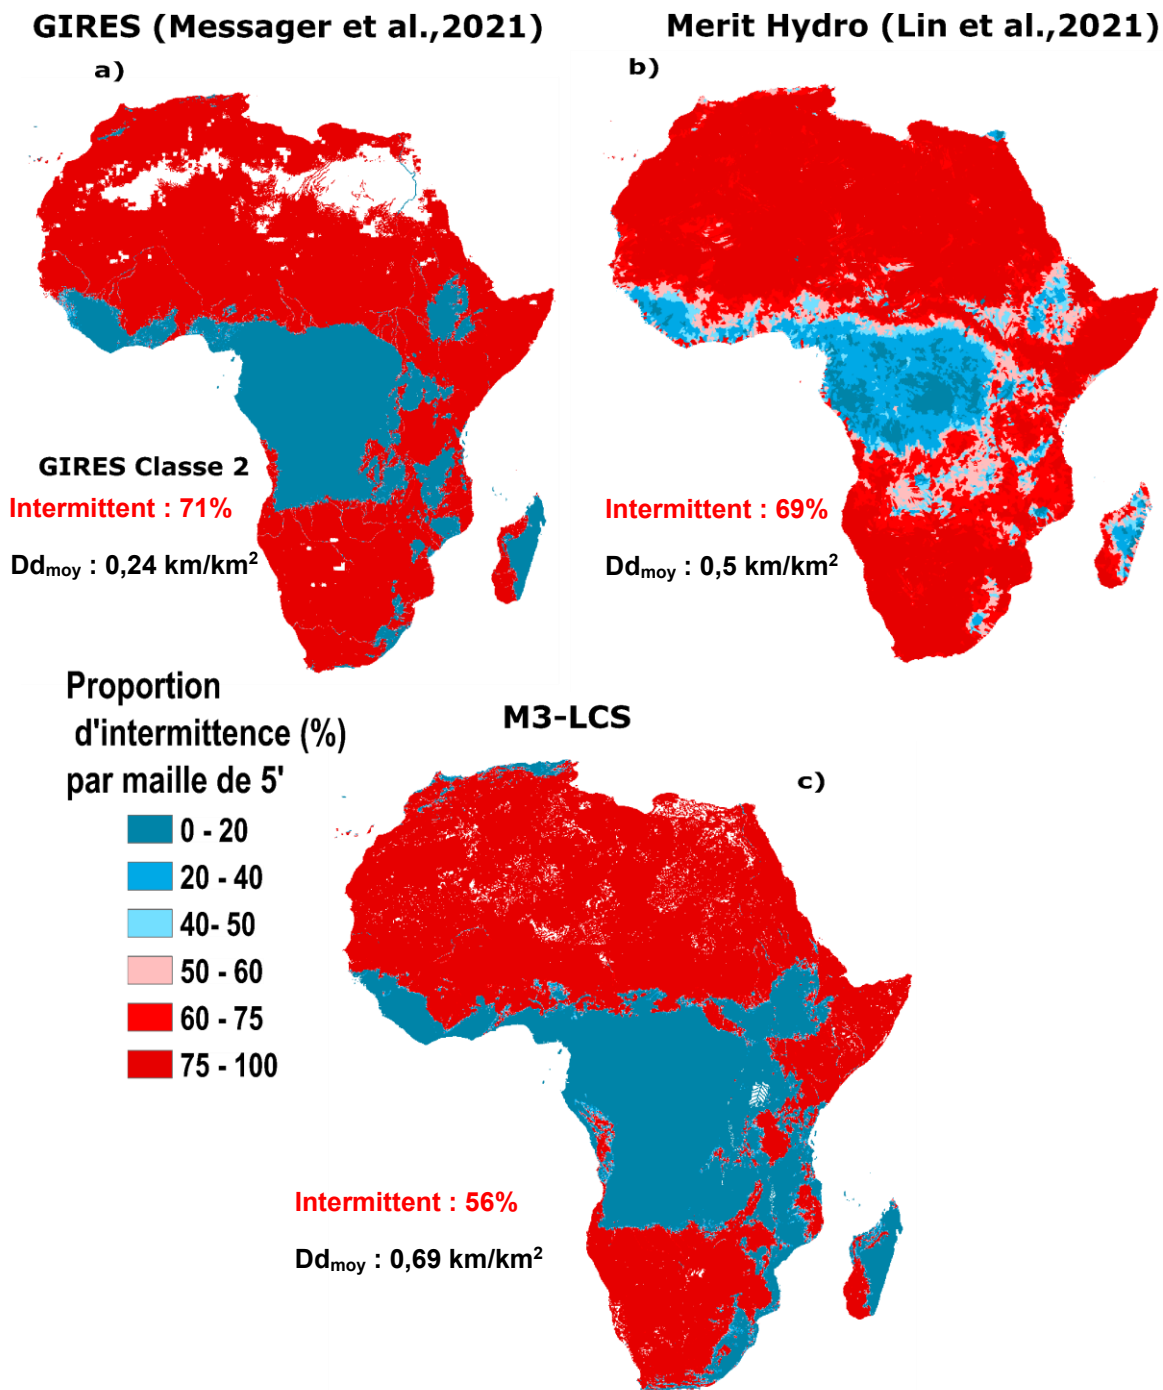 GIRES (Messager et al.,2021)
Merit Hydro (Lin et al.,2021)
a)
b)
GIRES Classe 2
Intermittent : 71%
Ddmoy : 0,24 km/km²
Intermittent : 69%
Ddmoy : 0,5 km/km²
Proportion
d'intermittence (%)
par maille de 5'
0 - 20
20 - 40
40- 50
50 - 60
60 - 75
75 - 100
M3-LCS
c)
Intermittent : 56%
Ddmoy : 0,69 km/km²